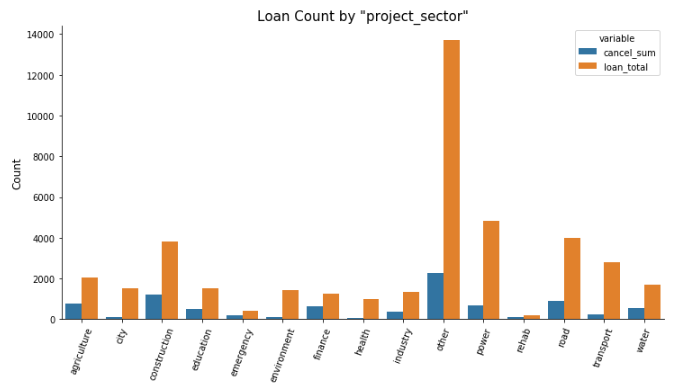 Loan Count by "project_sector"
variable
cancel_sum
loan_total
Count
14000
12000
10000
8000
6000
4000
2000
0
agriculture
city
construction
education
emergency
environment
finance
health
industry
other
power
rehab
road
transport
water